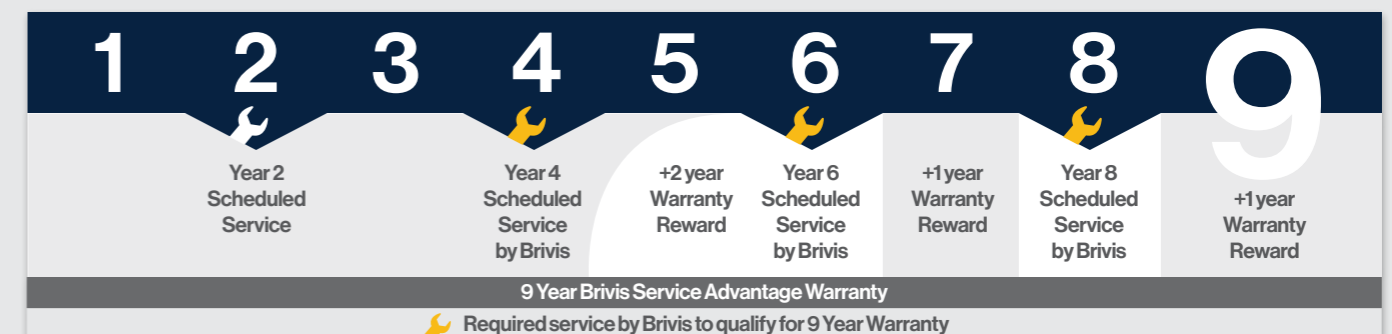 1 2 3 4 5 6 7 8 9
Year 2
Scheduled
Service
Year 4
Scheduled
Service
by Brivis
+2 year
Warranty
Reward
Year 6
Scheduled
Service
by Brivis
+1 year
Warranty
Reward
Year 8
Scheduled
Service
by Brivis
+1 year
Warranty
Reward
9 Year Brivis Service Advantage Warranty
Required service by Brivis to qualify for 9 Year Warranty